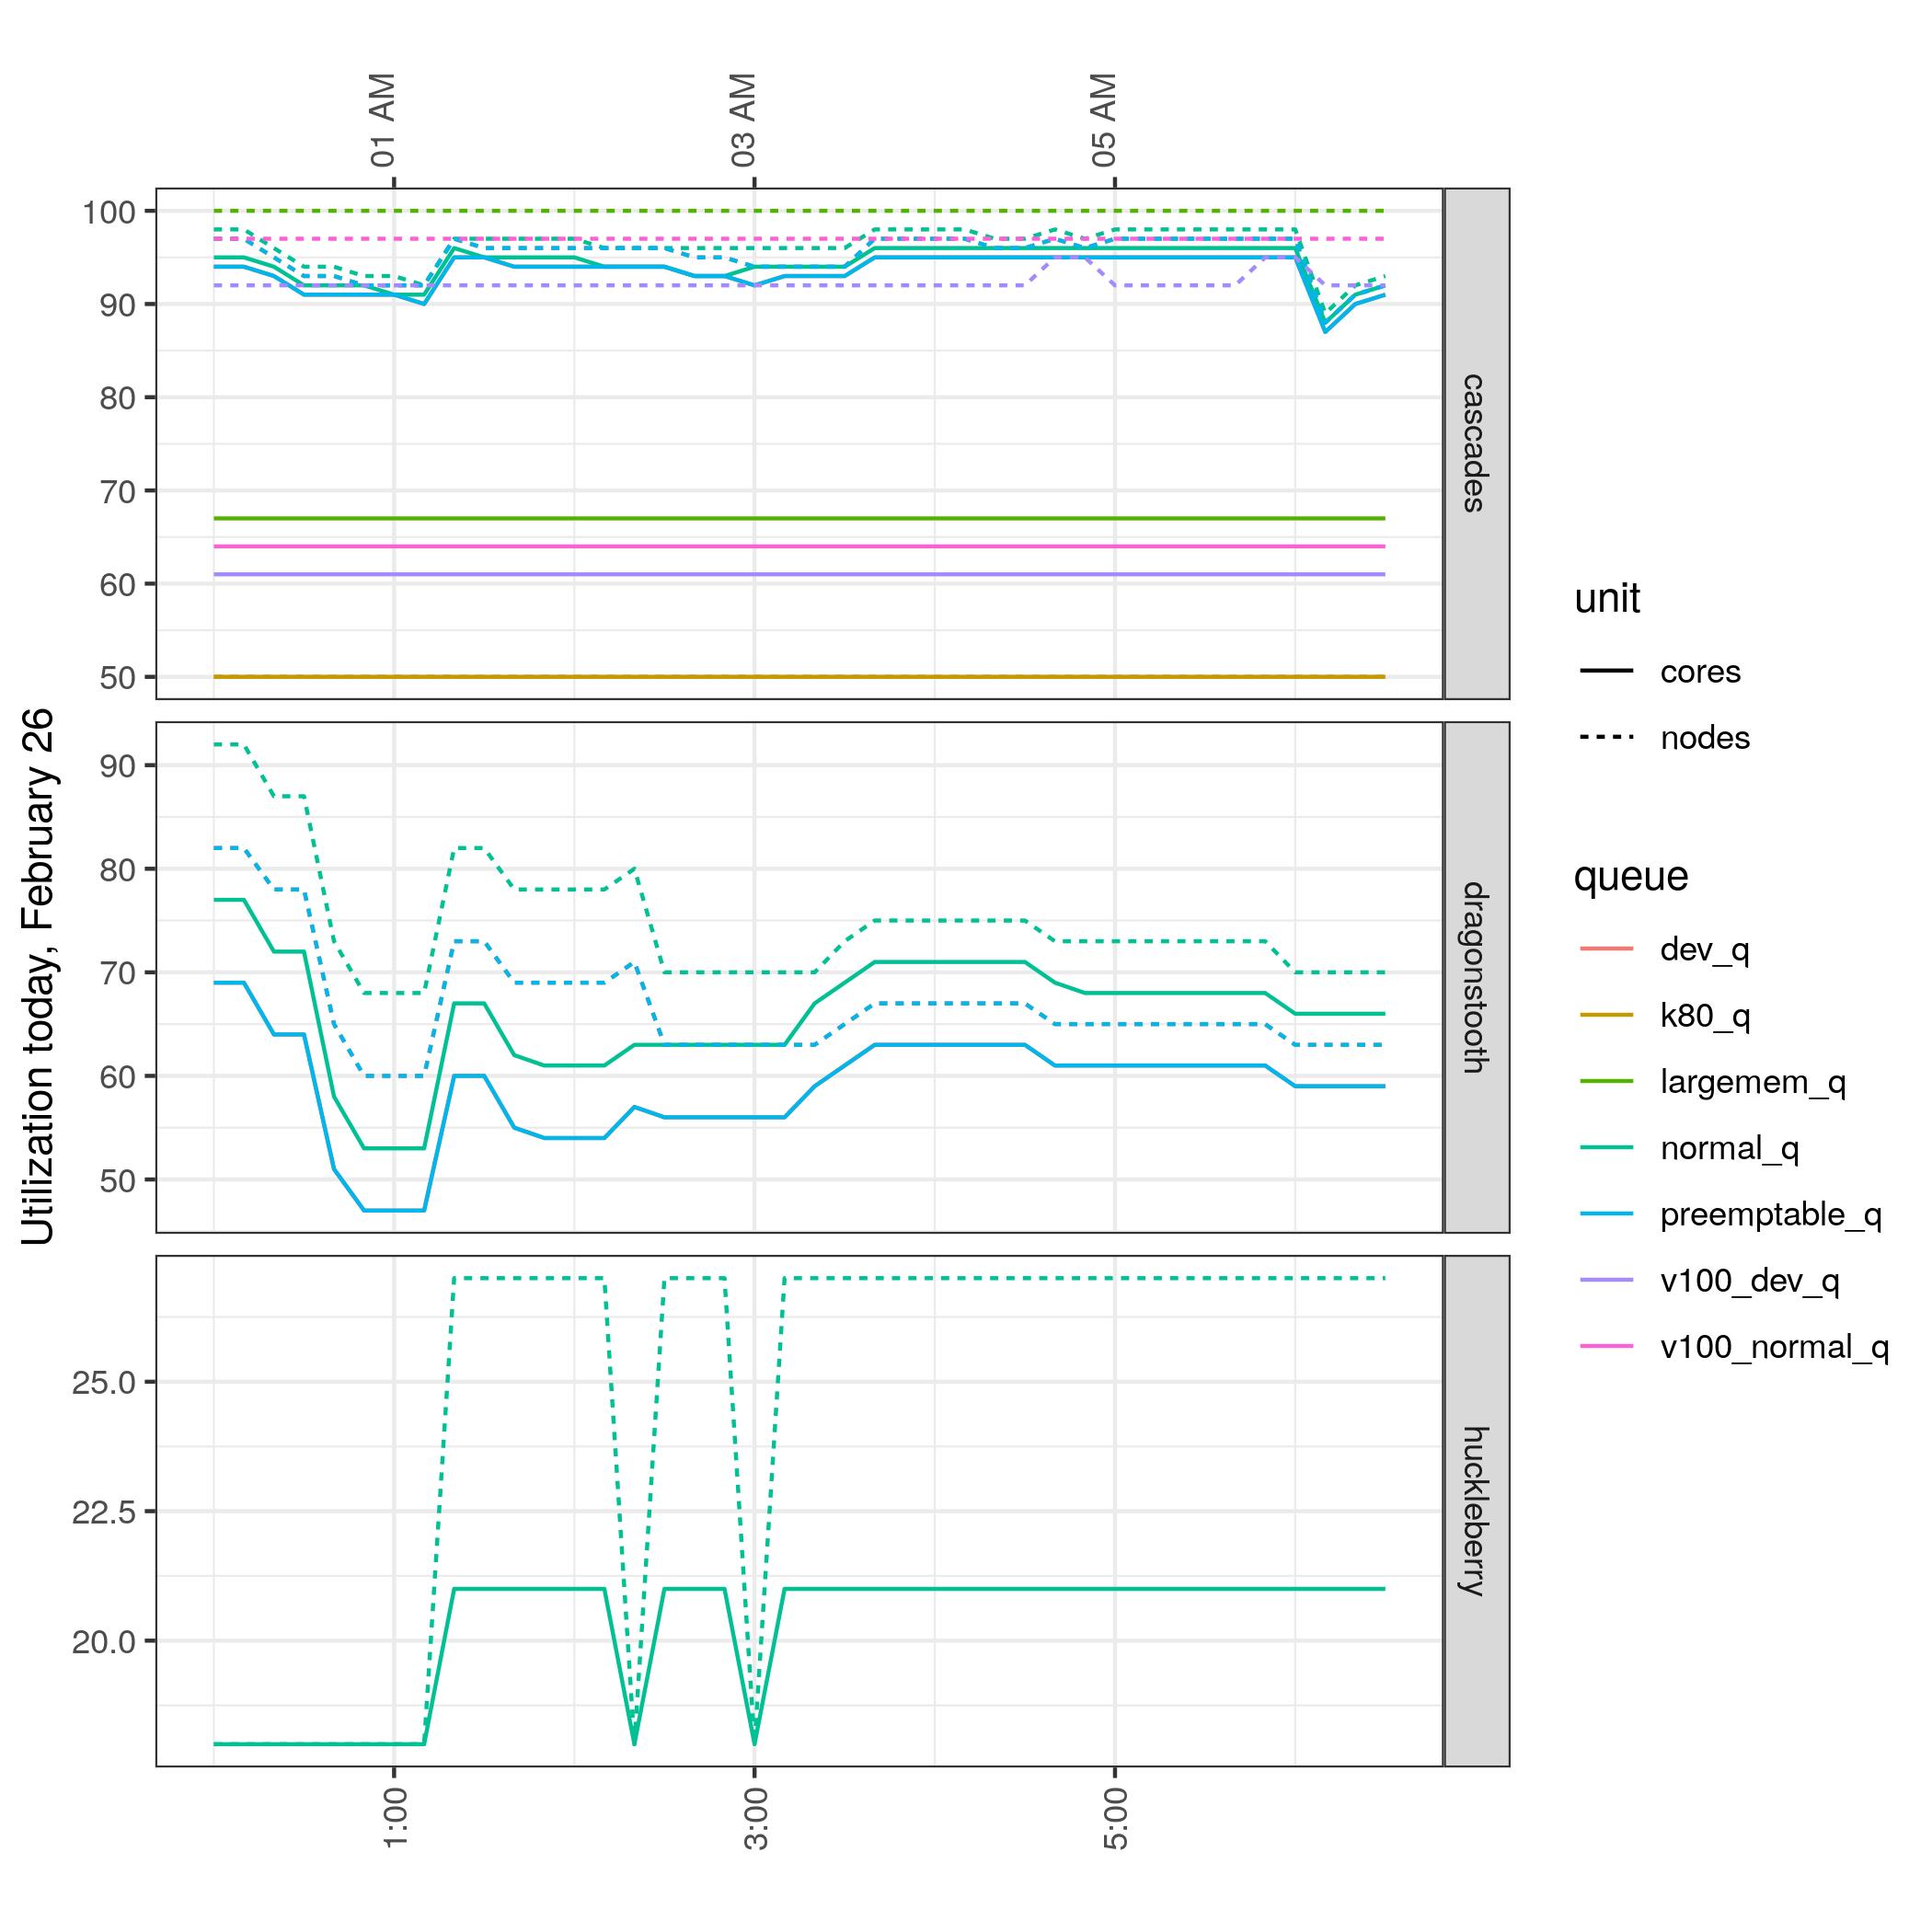 01 AM
03 AM
05 AM
Utilization today, February 26
100
90
80
70
60
50
cascades
90
80
70
60
50
dragonstooth
25.0
22.5
20.0
huckleberry
1:00
3:00
5:00
unit
cores
nodes
queue
dev_q
k80_q
largemem_q
normal_q
preemptable_q
v100_dev_q
v100_normal_q